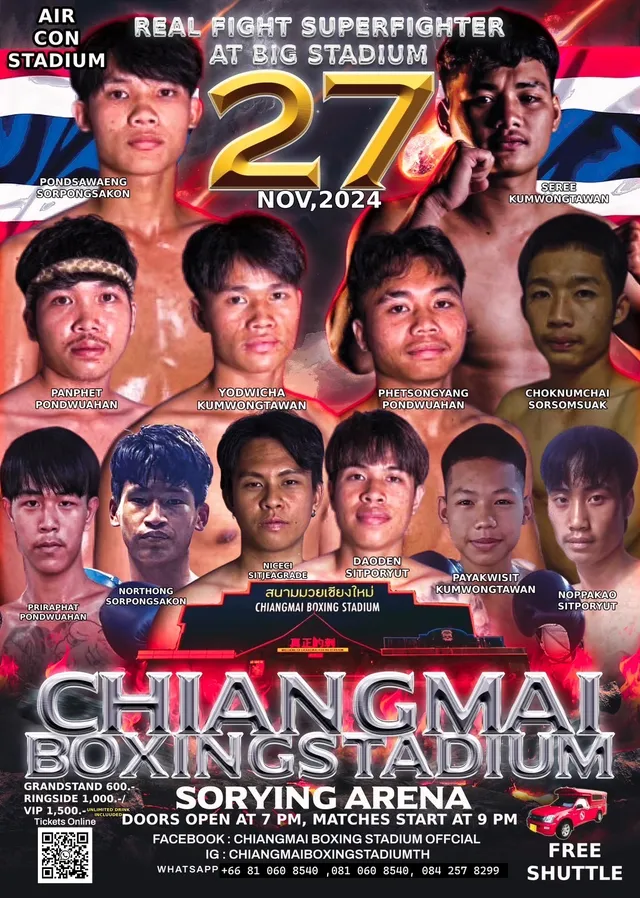 AIR
CON
STADIUM
REAL FIGHT SUPERFIGHTER
AT BIG STADIUM
27
NOV,2024
PONDSAWAENG
SORPONGSAKON
SEREE
KUMWONGTAWAN
PANPHET
PONDWUAHAN
YODWICHA
KUMWONGTAWAN
PHETSONGYANG
PONDWUAHAN
CHOKNUMCHAI
SORSOMSUAK
PRIRAPHAT
PONDWUAHAN
NORTHONG
SORPONGSAKON
NICECI
SITJEAGRADE
DAODEN
SITPORYUT
PAYAKWISIT
KUMWONGTAWAN
NOPPAKAO
SITPORYUT
สนามมวยเชียงใหม่
CHIANGMAI BOXING STADIUM
CHIANGMAI
BOXINGSTADIUM
GRANDSTAND 600.-
RINGSIDE 1,000.-/
VIP 1,500.- UNLIMITED DRINK
INCLUUDED
Tickets Online
SORYING ARENA
DOORS OPEN AT 7 PM, MATCHES START AT 9 PM
FACEBOOK : CHIANGMAI BOXING STADIUM OFFCIAL
IG : CHIANGMAIBOXINGSTADIUMTH
WHATSAPP +66 81 060 8540 ,081 060 8540, 084 257 8299
FREE
SHUTTLE